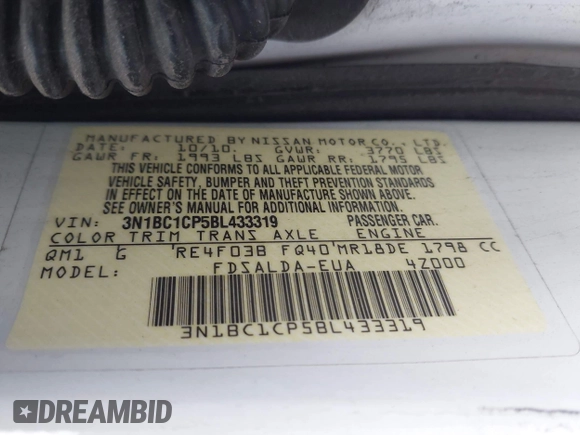 MANUFACTURED BY NISSAN MOTOR CO., LTD.
DATE: 10/10 GVWR: 3770 LBS
GAWR FR: 1993 LBS GAWR RR: 1795 LBS
THIS VEHICLE CONFORMS TO ALL APPLICABLE FEDERAL MOTOR
VEHICLE SAFETY, BUMPER AND THEFT PREVENTION STANDARDS
IN EFFECT ON THE DATE OF MANUFACTURE SHOWN ABOVE.
SEE OWNER'S MANUAL FOR ADDITIONAL INFORMATION.
VIN: 3N1BC1CP5BL433319 PASSENGER CAR.
COLOR TRIM TRANS AXLE ENGINE
QM1 G RE4F03B FQ40 MR18DE 1798 CC
MODEL: FDSALDA-EUA 4Z000
3N1BC1CP5BL433319
DREAMBID